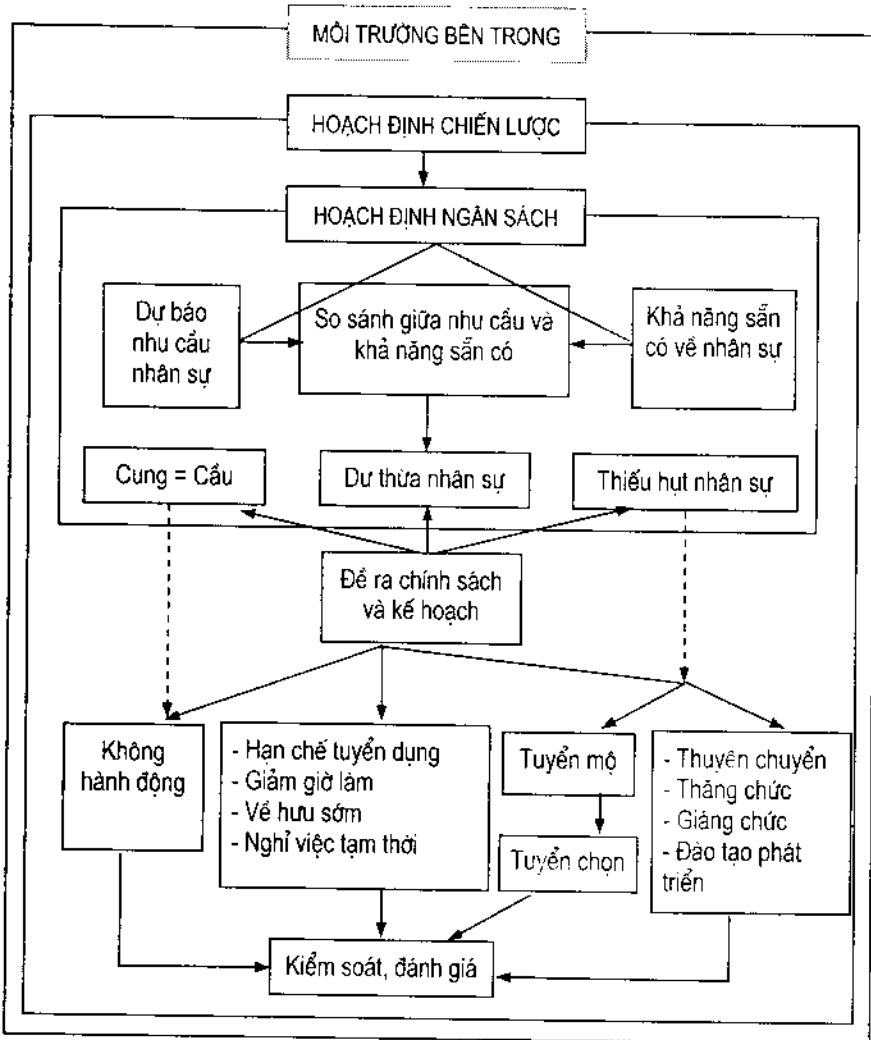 MÔI TRƯỜNG BÊN TRONG
HOẠCH ĐỊNH CHIẾN LƯỢC
HOẠCH ĐỊNH NGÂN SÁCH
Dự báo
nhu cầu
nhân sự
So sánh giữa nhu cầu và
khả năng sẵn có
Khả năng sẵn
có về nhân sự
Cung = Cầu
Dư thừa nhân sự
Thiếu hụt nhân sự
Đề ra chính sách
và kế hoạch
Không
hành động
- Hạn chế tuyển dụng
- Giảm giờ làm
- Về hưu sớm
- Nghỉ việc tạm thời
Tuyển mộ
Tuyển chọn
- Thuyên chuyển
- Thăng chức
- Giáng chức
- Đào tạo phát
triển
Kiểm soát, đánh giá